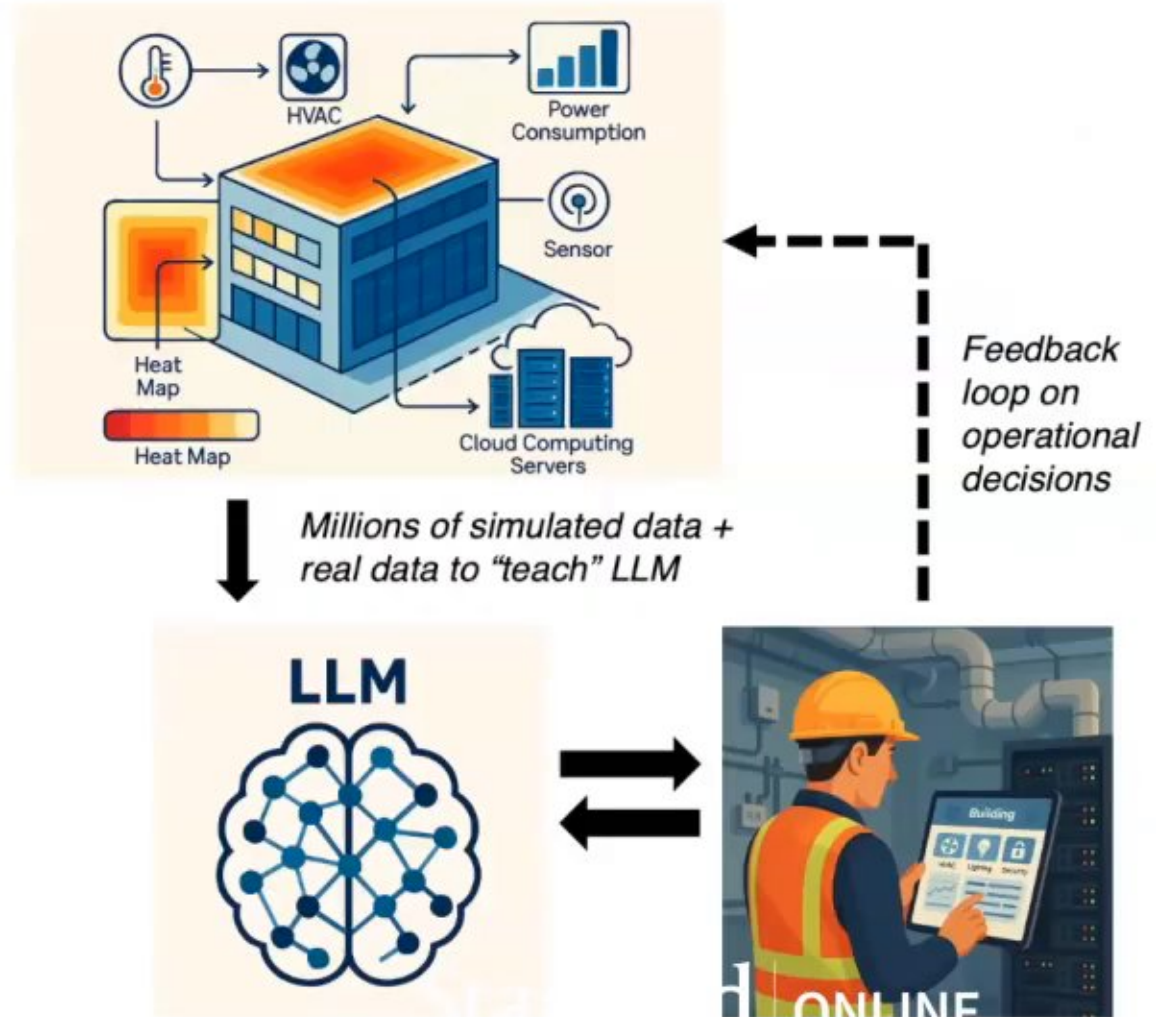 HVAC
Power
Consumption
Sensor
Heat
Map
Heat Map
Cloud Computing
Servers
Feedback
loop on
operational
decisions
Millions of simulated data +
real data to “teach” LLM
LLM
Building
HVAC Lighting Security
ONLINE